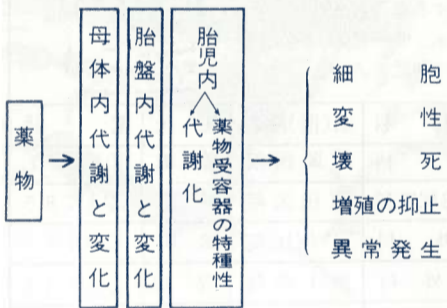 薬物
母体内代謝と変化
胎盤内代謝と変化
胎児内
代謝化
薬物受容器の特種性
細胞
変性
壊死
増殖の抑止
異常発生